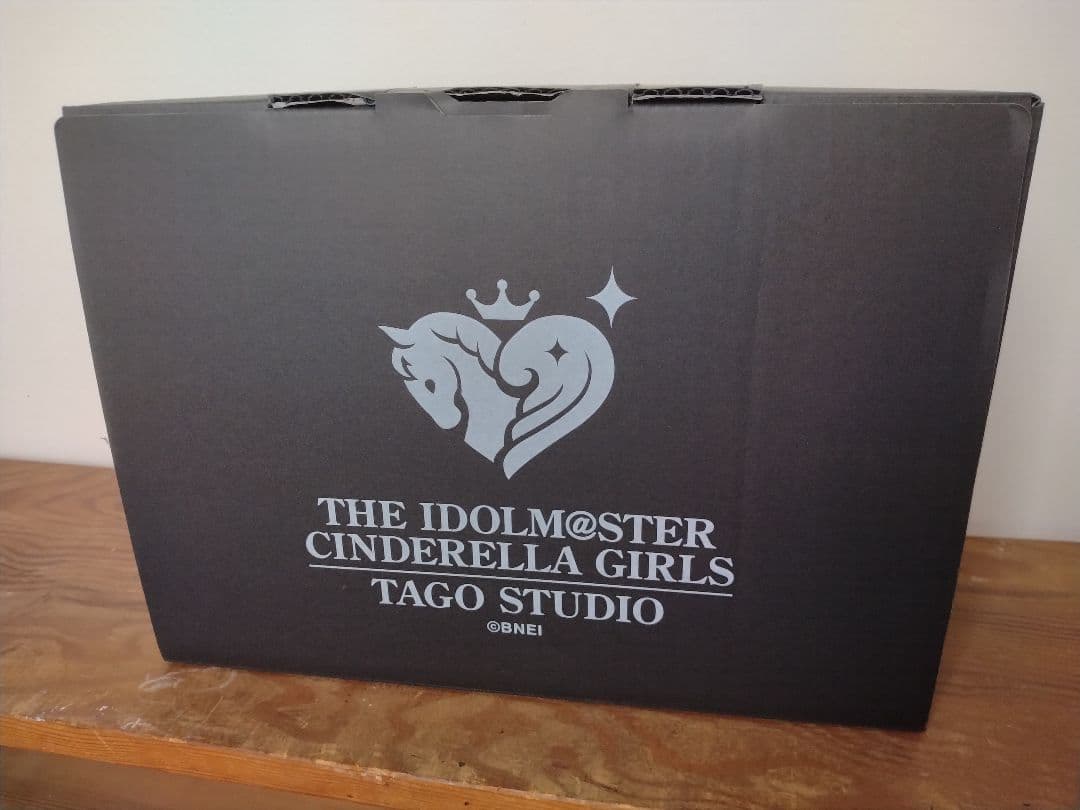 THE IDOLM@STER
CINDERELLA GIRLS
TAGO STUDIO
©BNEI